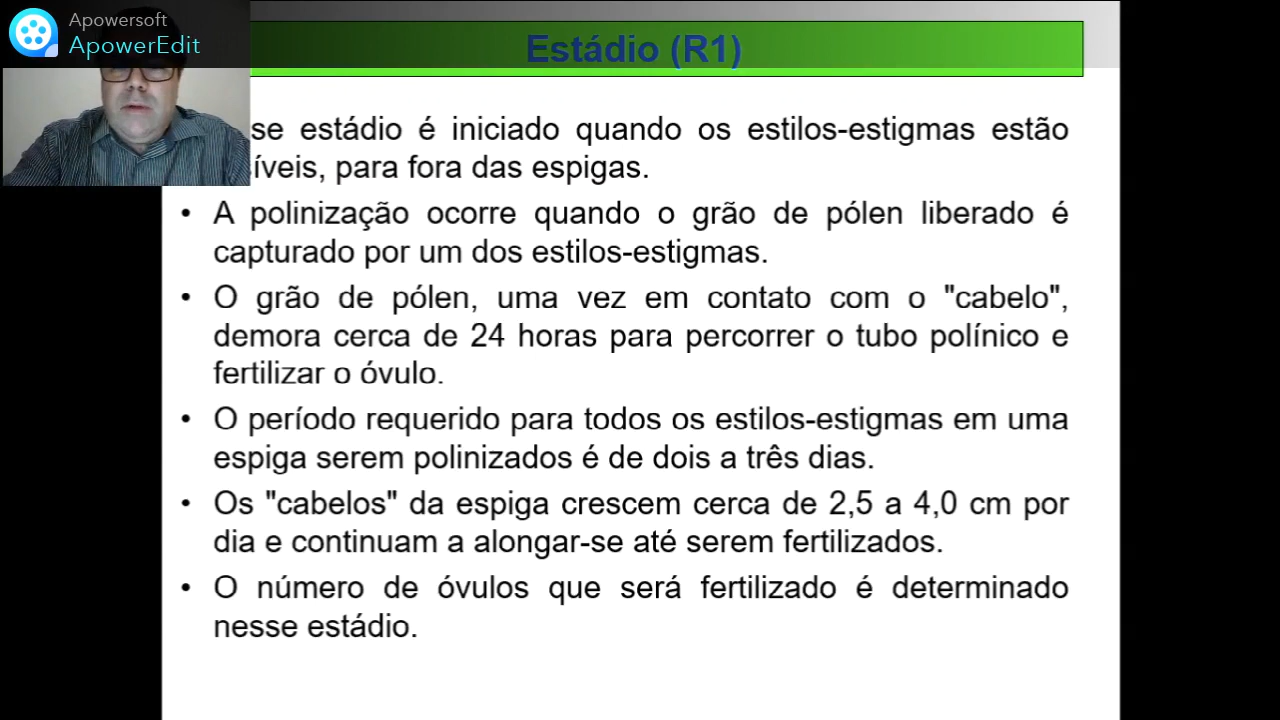 Apowersoft
ApowerEdit
Estádio (R1)
se estádio é iniciado quando os estilos-estigmas estão
íveis, para fora das espigas.
• A polinização ocorre quando o grão de pólen liberado é
capturado por um dos estilos-estigmas.
• O grão de pólen, uma vez em contato com o "cabelo",
demora cerca de 24 horas para percorrer o tubo polínico e
fertilizar o óvulo.
• O período requerido para todos os estilos-estigmas em uma
espiga serem polinizados é de dois a três dias.
• Os "cabelos" da espiga crescem cerca de 2,5 a 4,0 cm por
dia e continuam a alongar-se até serem fertilizados.
• O número de óvulos que será fertilizado é determinado
nesse estádio.